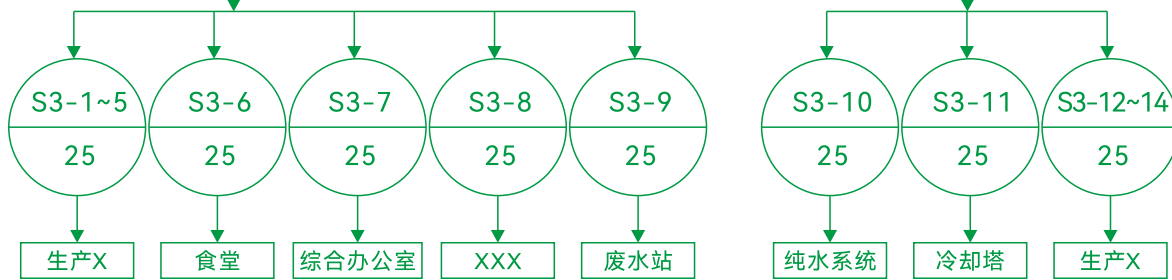 S3-1~5 S3-6 S3-7 S3-8 S3-9 S3-10 S3-11 S3-12~14
25 25 25 25 25 25 25 25
生产X 食堂 综合办公室 XXX 废水站 纯水系统 冷却塔 生产X